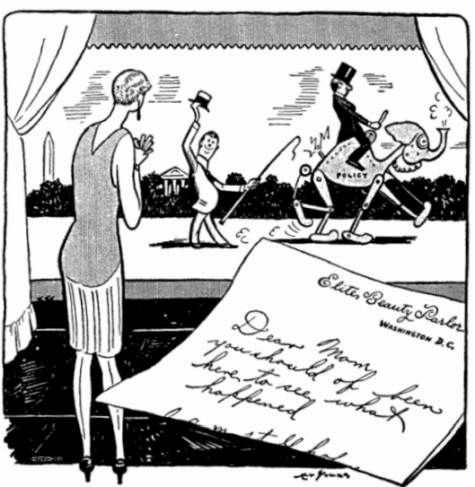 POLICY
Elite Beauty Parlor
WASHINGTON D.C.
Dear Mom
you should of been
here to see what
happened